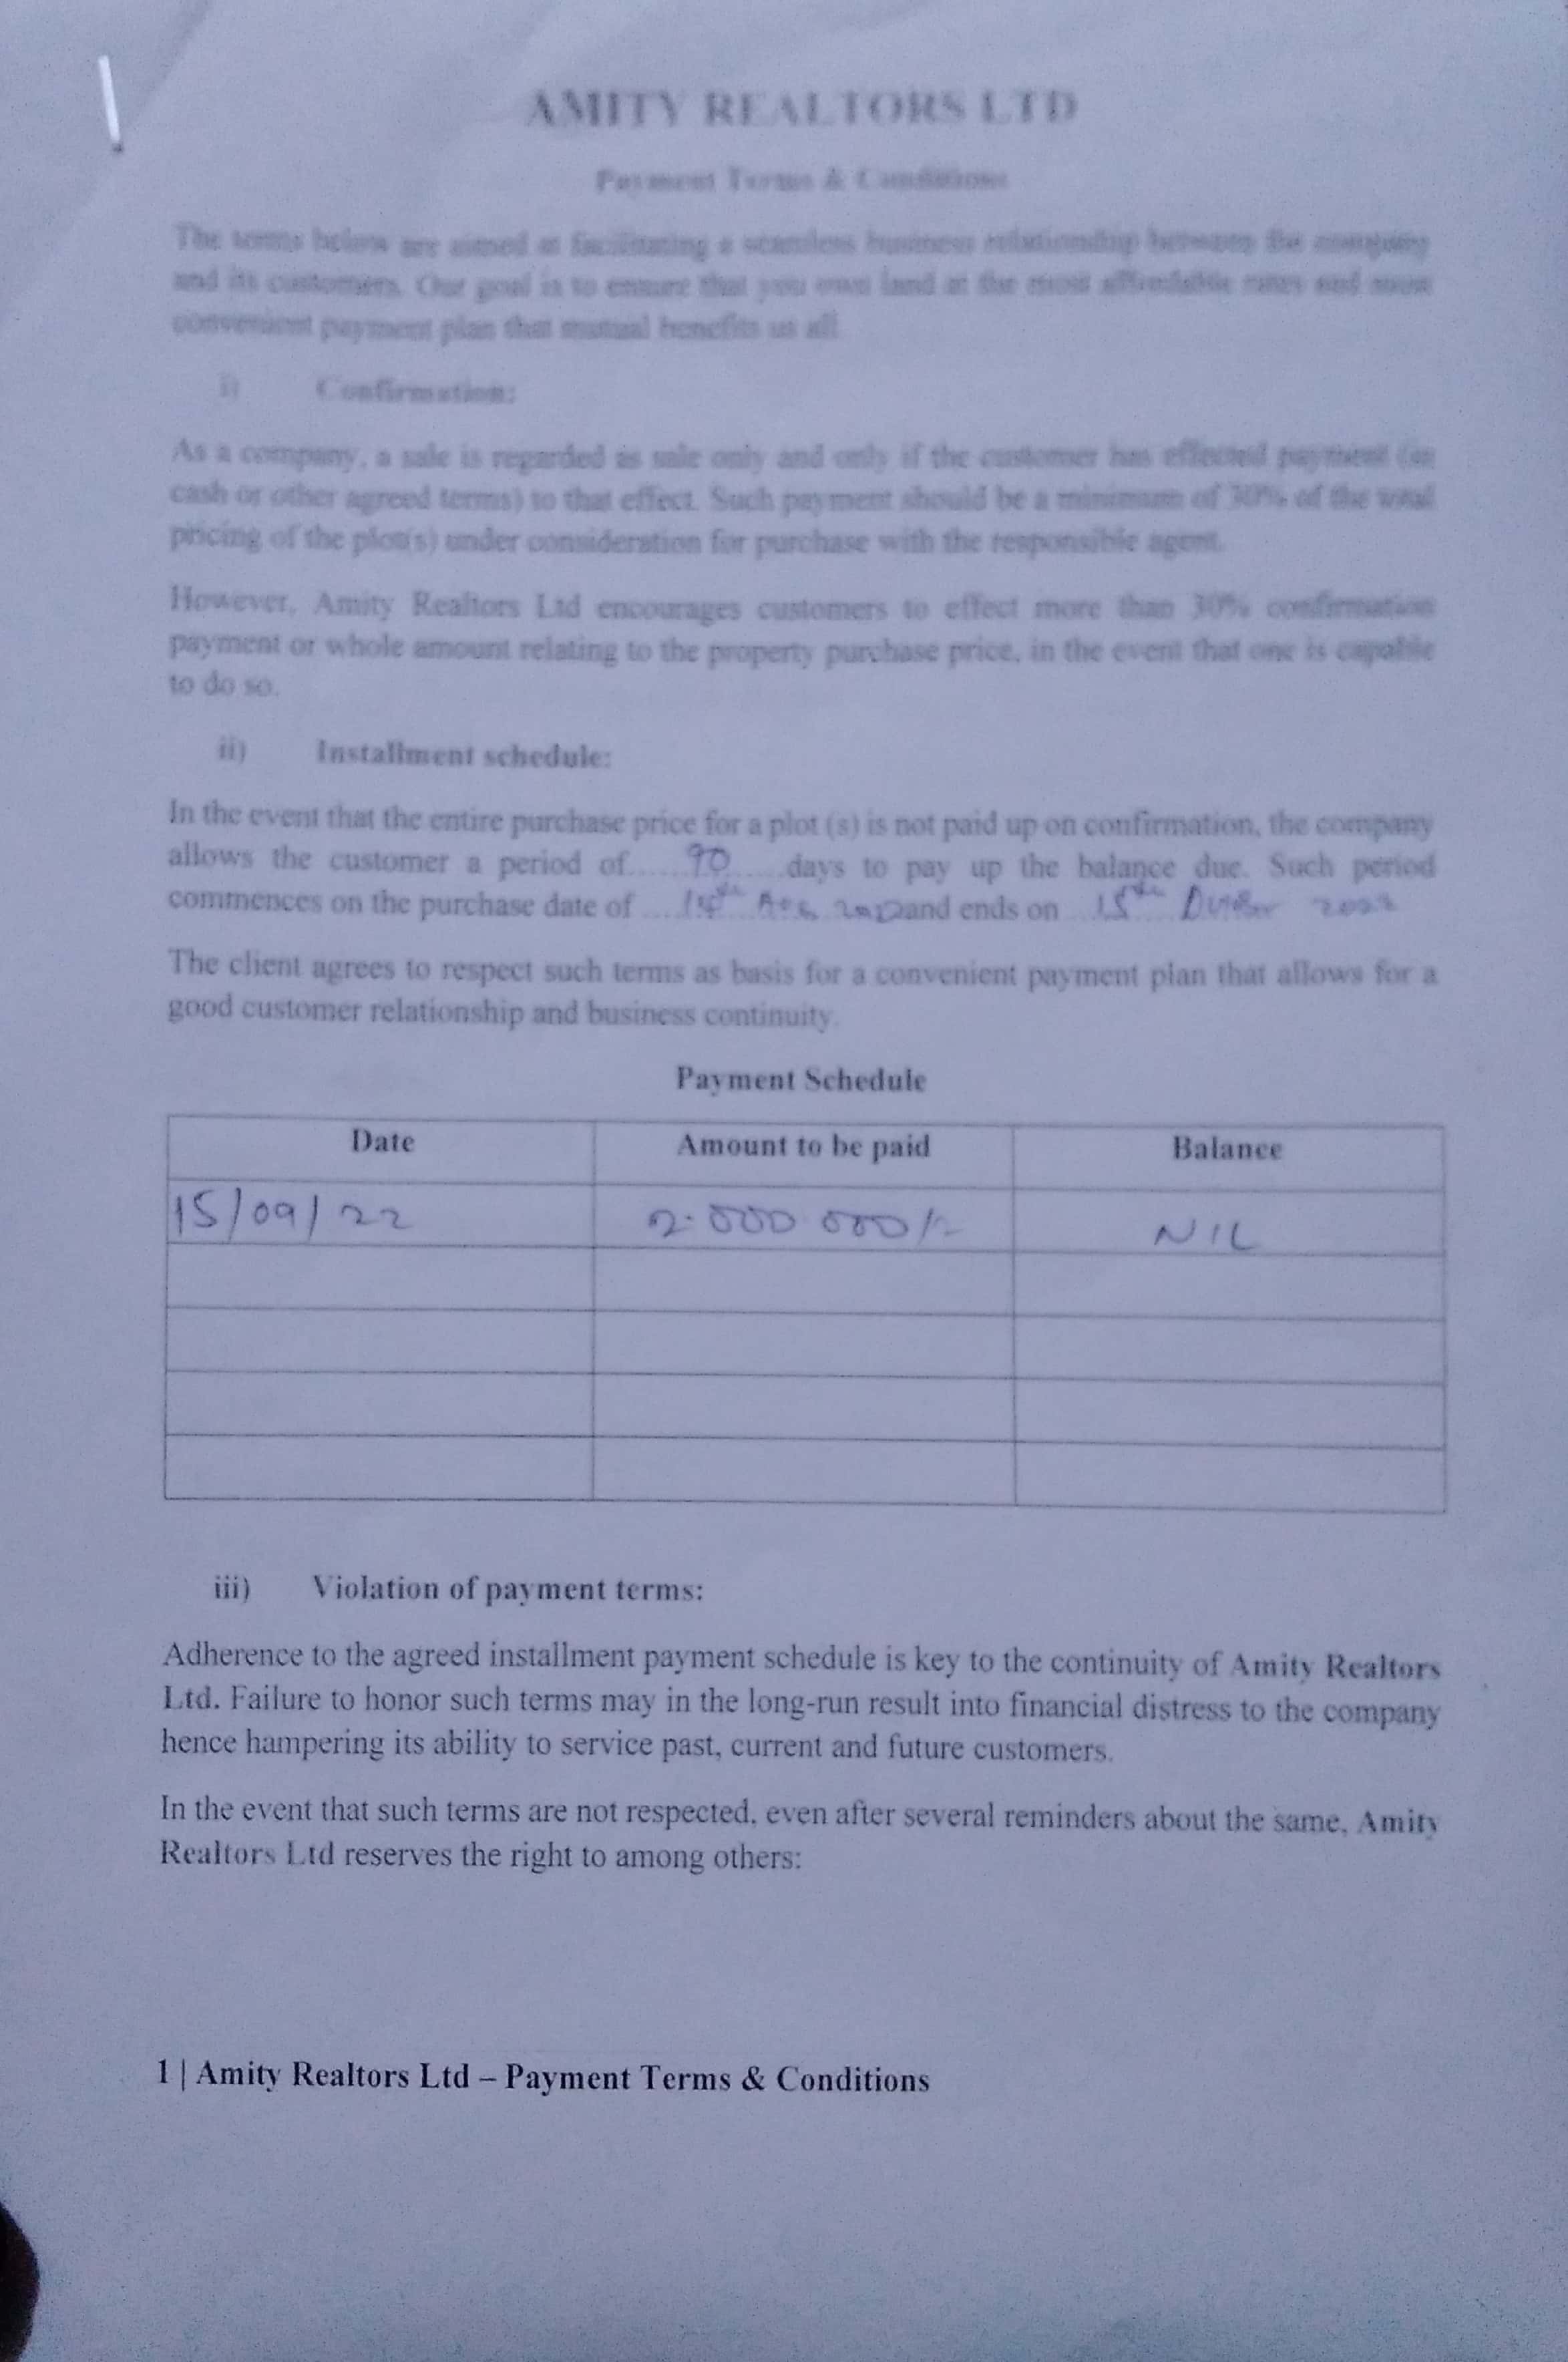 AMITY REALTORS LTD
Payment Terms & Conditions
The terms below are aimed at facilitating a seamless business relationship between the company
and its customers. Our goal is to ensure that you own land at the most affordable rates and most
convenient payment plan that mutual benefits us all
i) Confirmation:
As a company, a sale is regarded as sale only and only if the customer has effected payment (in
cash or other agreed terms) to that effect. Such payment should be a minimum of 30% of the total
pricing of the plot(s) under consideration for purchase with the responsible agent.
However, Amity Realtors Ltd encourages customers to effect more than 30% confirmation
payment or whole amount relating to the property purchase price, in the event that one is capable
to do so.
ii) Installment schedule:
In the event that the entire purchase price for a plot (s) is not paid up on confirmation, the company
allows the customer a period of......90......days to pay up the balance due. Such period
commences on the purchase date of ... and ends on 15th
The client agrees to respect such terms as basis for a convenient payment plan that allows for a
good customer relationship and business continuity.
Payment Schedule
Date Amount to be paid Balance
15/09/22 2.000 000/= NIL
iii) Violation of payment terms:
Adherence to the agreed installment payment schedule is key to the continuity of Amity Realtors
Ltd. Failure to honor such terms may in the long-run result into financial distress to the company
hence hampering its ability to service past, current and future customers.
In the event that such terms are not respected, even after several reminders about the same, Amity
Realtors Ltd reserves the right to among others:
1 | Amity Realtors Ltd – Payment Terms & Conditions